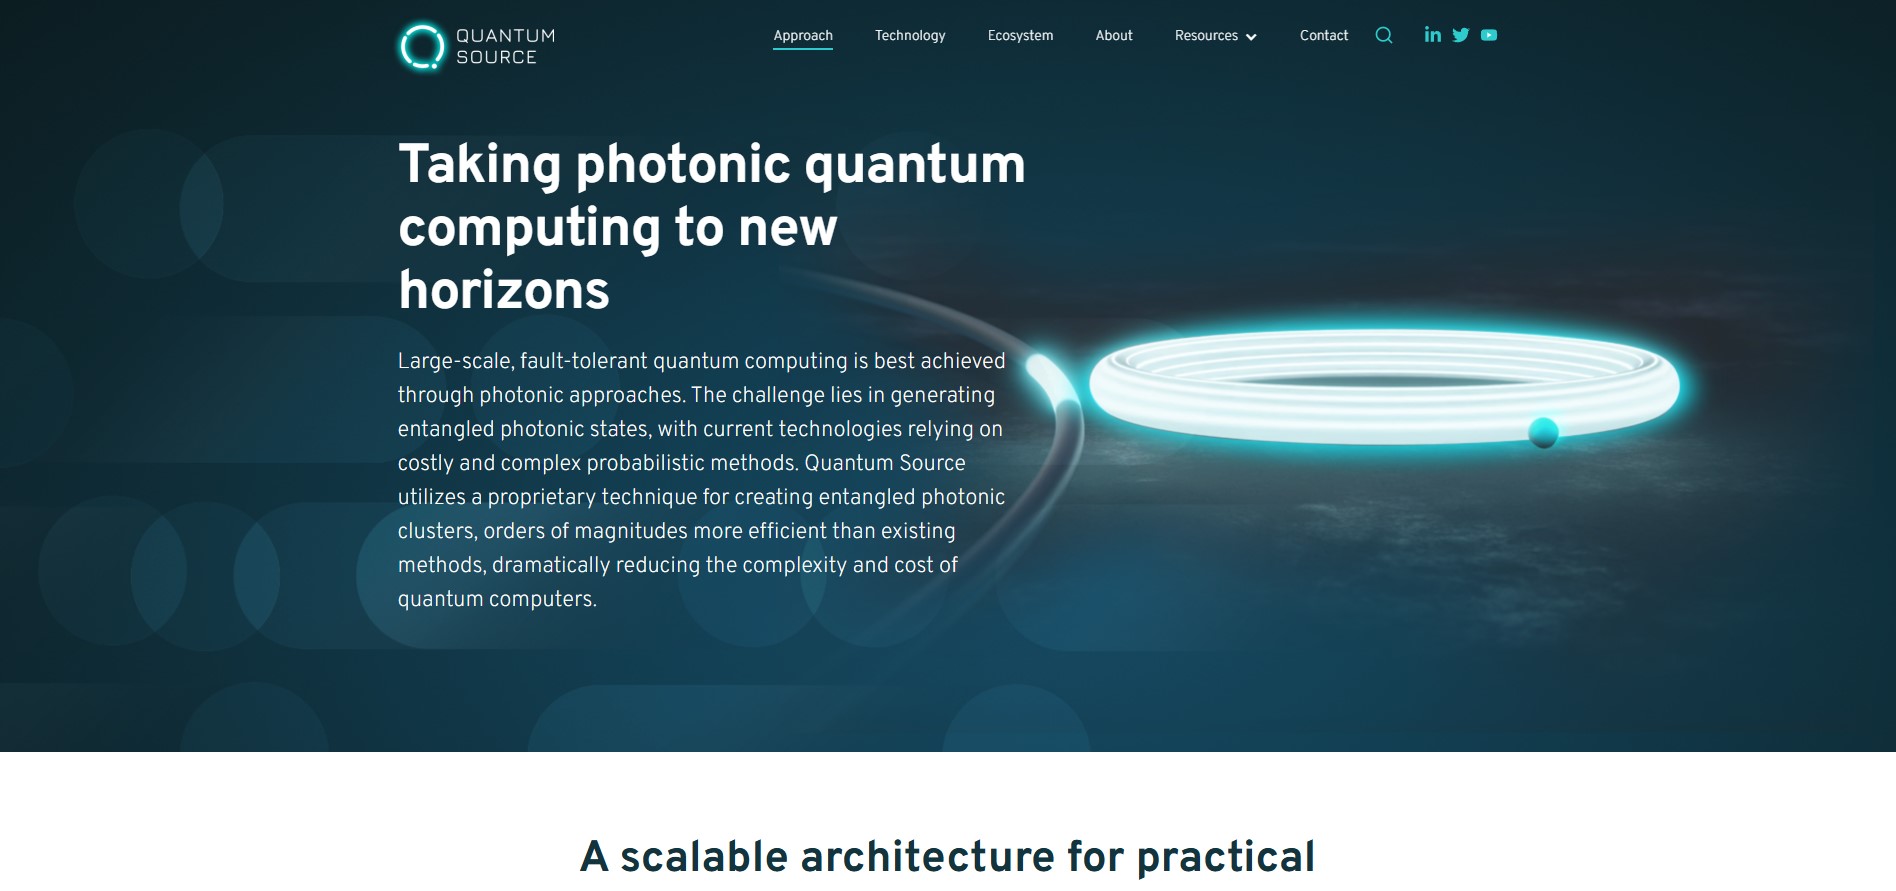 QUANTUM
SOURCE
Approach
Technology
Ecosystem
About
Resources
Contact
in
Taking photonic quantum
computing to new
horizons
Large-scale, fault-tolerant quantum computing is best achieved
through photonic approaches. The challenge lies in generating
entangled photonic states, with current technologies relying on
costly and complex probabilistic methods. Quantum Source
utilizes a proprietary technique for creating entangled photonic
clusters, orders of magnitudes more efficient than existing
methods, dramatically reducing the complexity and cost of
quantum computers.
A scalable architecture for practical